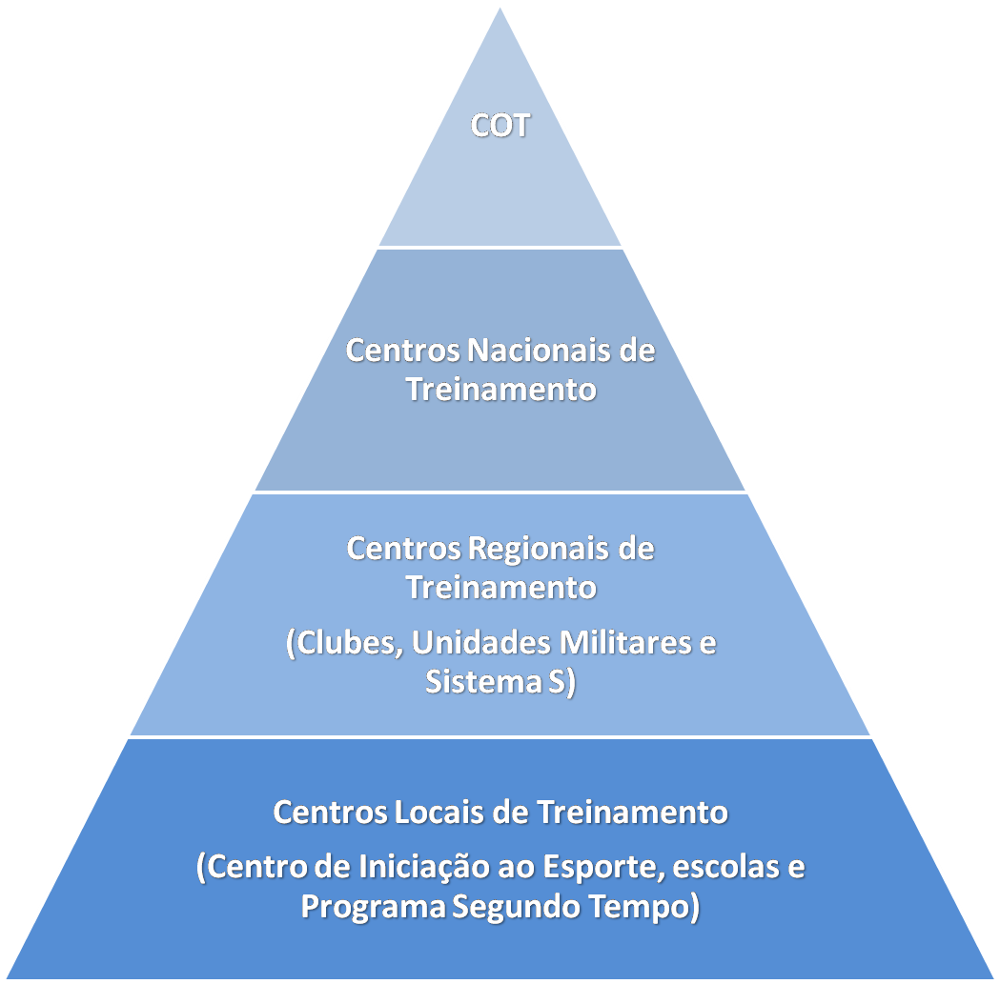 COT
Centros Nacionais de
Treinamento
Centros Regionais de
Treinamento
(Clubes, Unidades Militares e
Sistema S)
Centros Locais de Treinamento
(Centro de Iniciação ao Esporte, escolas e
Programa Segundo Tempo)